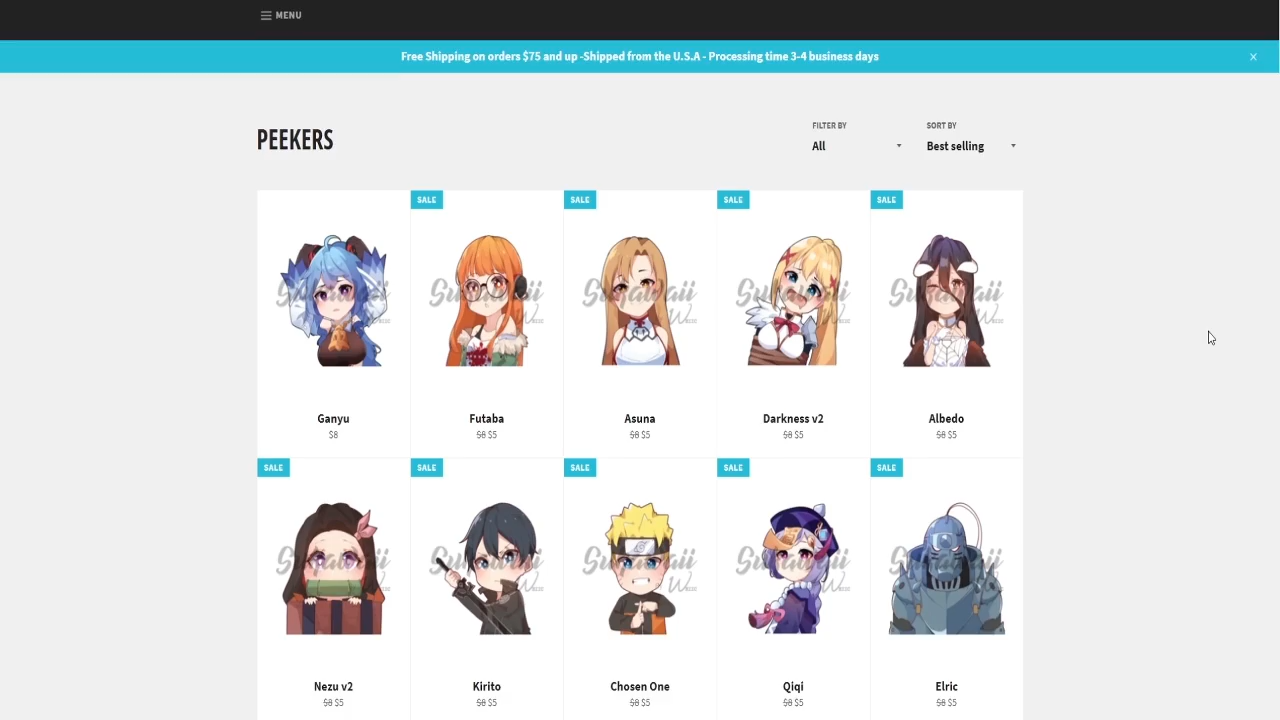 MENU
Free Shipping on orders $75 and up -Shipped from the U.S.A - Processing time 3-4 business days
x
PEEKERS
FILTER BY
All
SORT BY
Best selling
SALE
SALE
SALE
SALE
Ganyu
$8
Futaba
$8 $5
Asuna
$8 $5
Darkness v2
$8 $5
Albedo
$8 $5
SALE
SALE
SALE
SALE
SALE
Nezu v2
$8 $5
Kirito
$8 $5
Chosen One
$8 $5
Qiqi
$8 $5
Elric
$8 $5